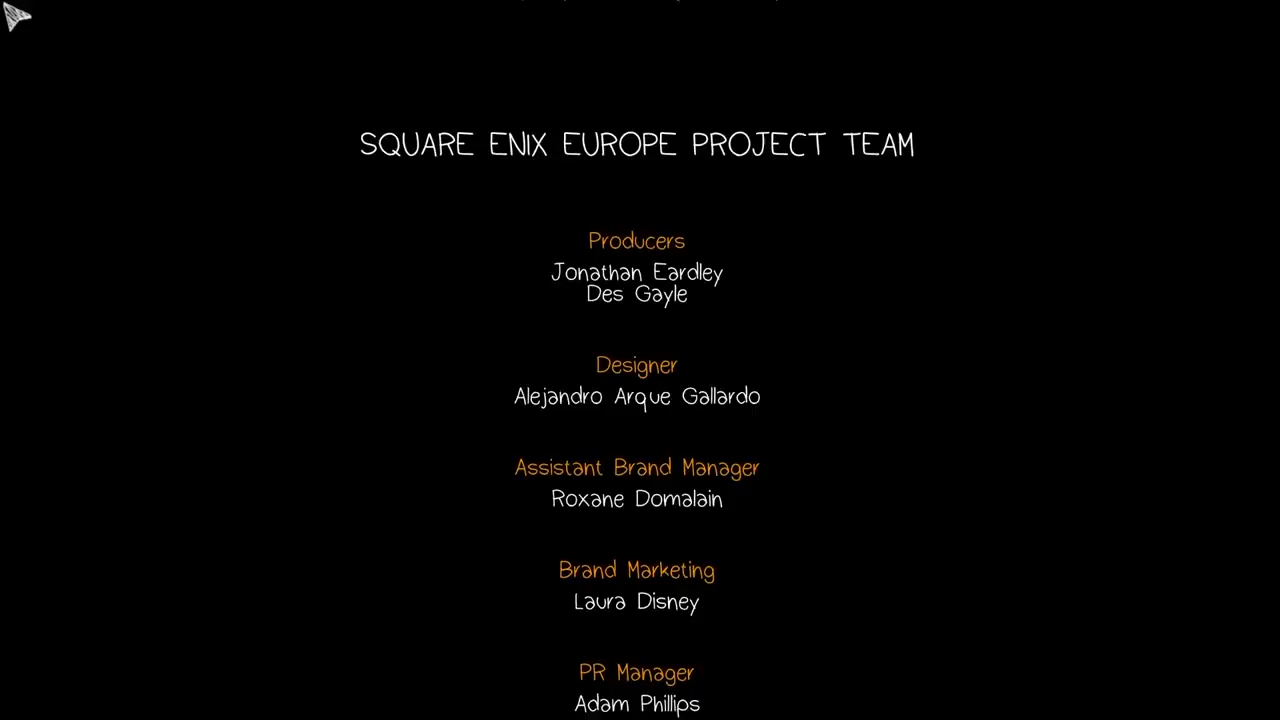 SQUARE ENIX EUROPE PROJECT TEAM
Producers
Jonathan Eardley
Des Gayle
Designer
Alejandro Arque Gallardo
Assistant Brand Manager
Roxane Domalain
Brand Marketing
Laura Disney
PR Manager
Adam Phillips